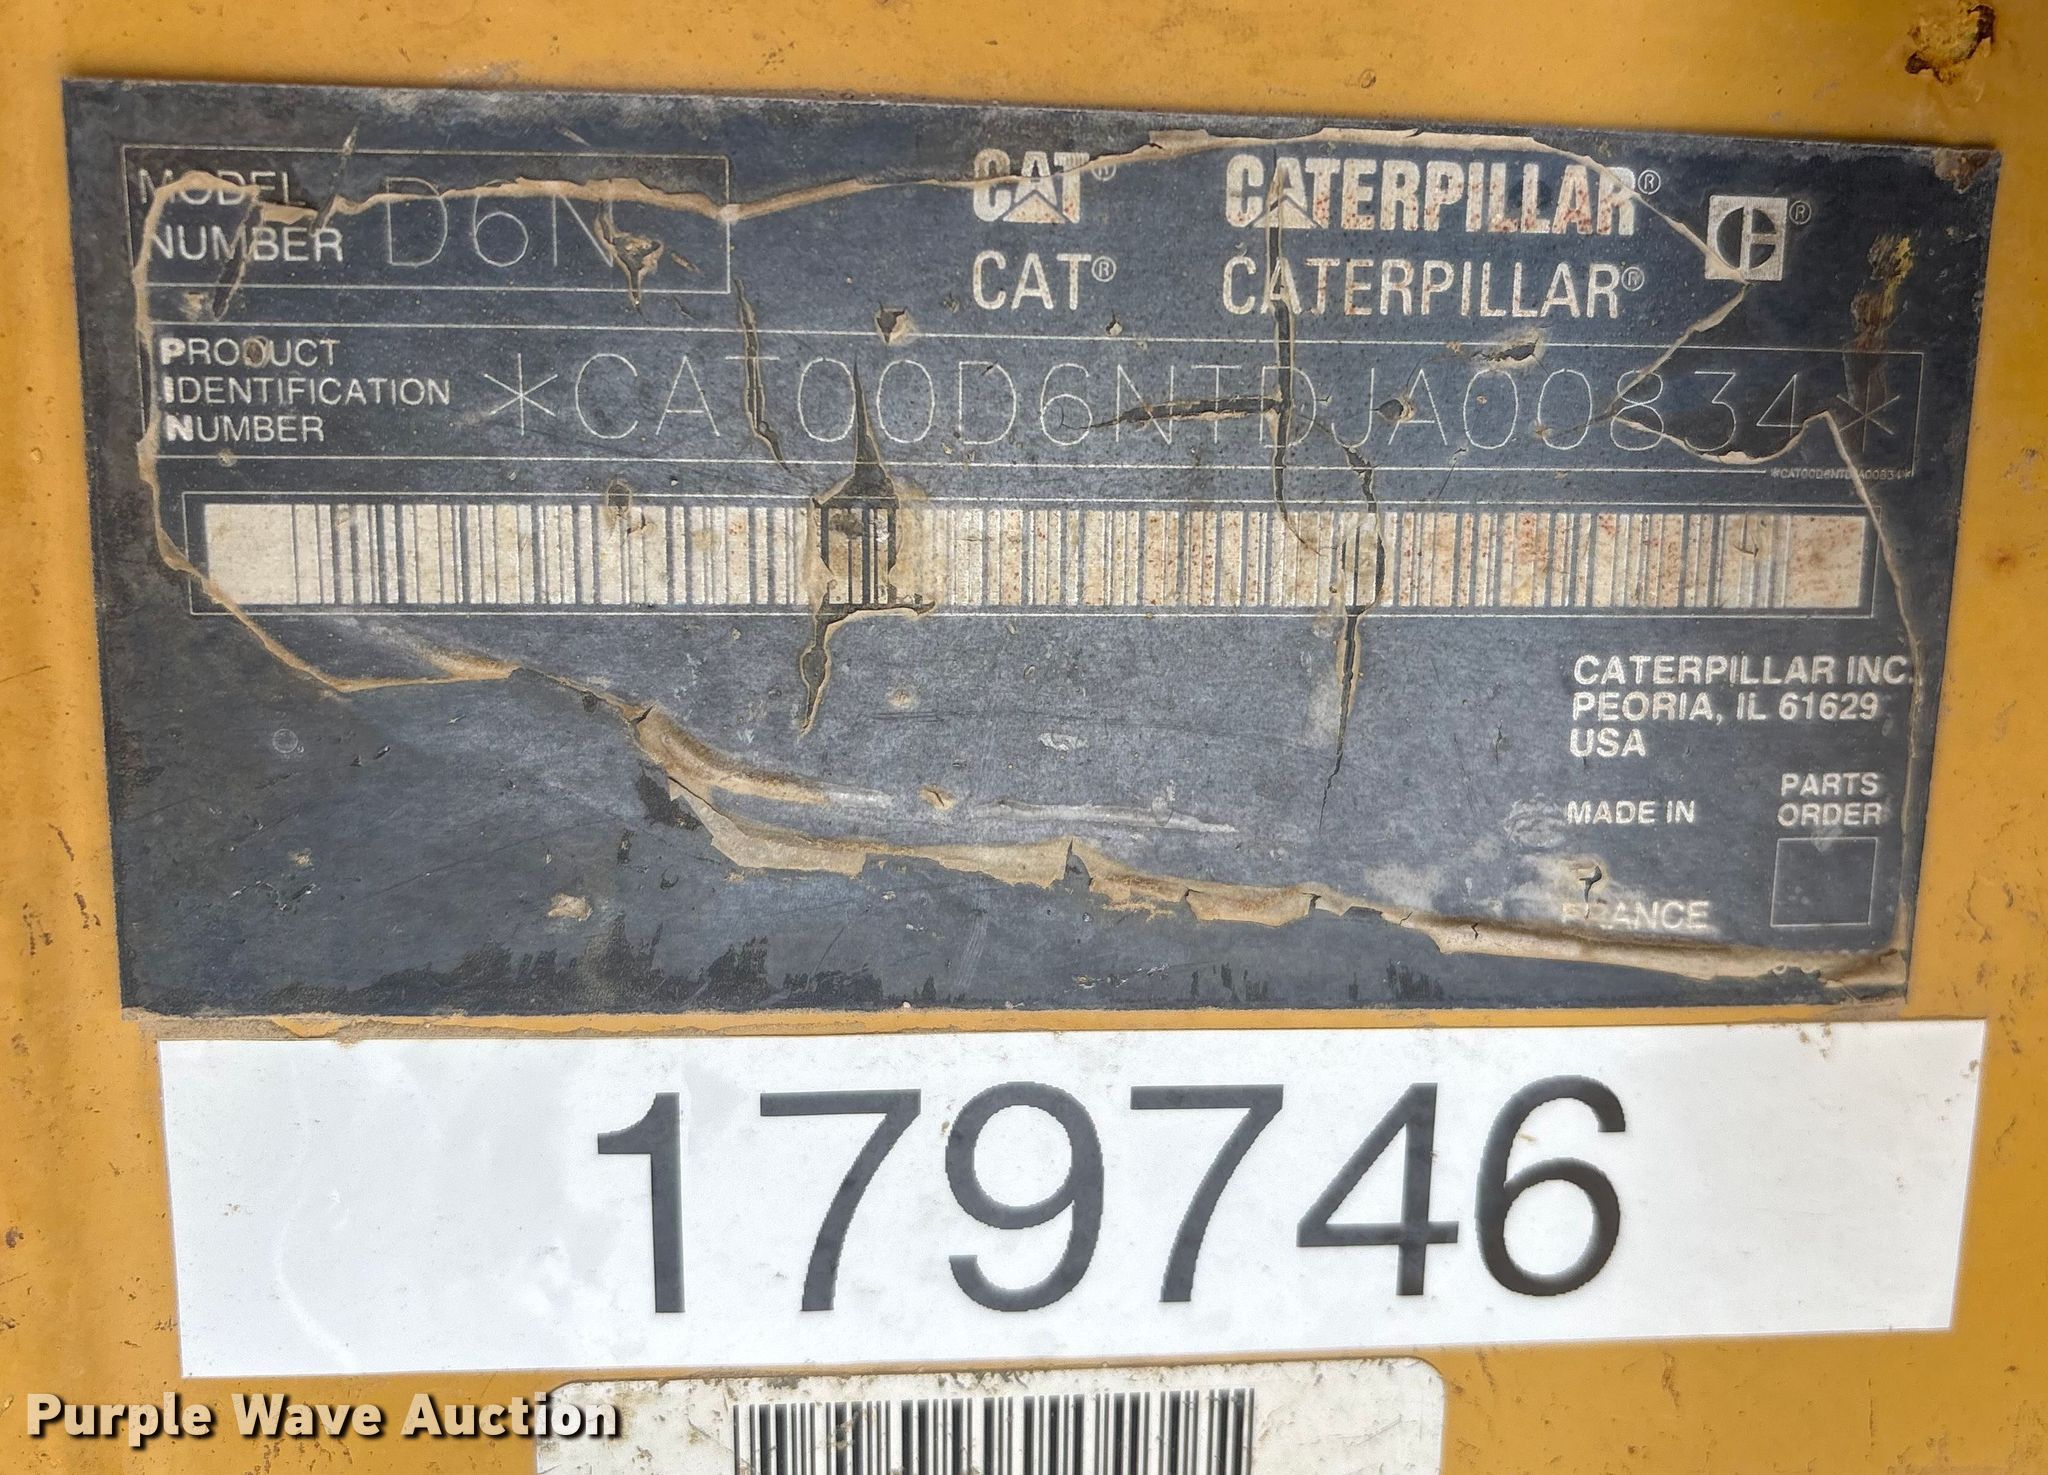 MODEL
NUMBER D6N
CAT® CATERPILLAR®
CAT® CATERPILLAR®
PRODUCT
IDENTIFICATION
NUMBER
*CAT00D6NTDJA00834*
*CAT00D6NTDJA00834*
CATERPILLAR INC.
PEORIA, IL 61629
USA
MADE IN
FRANCE
PARTS
ORDER
179746
Purple Wave Auction